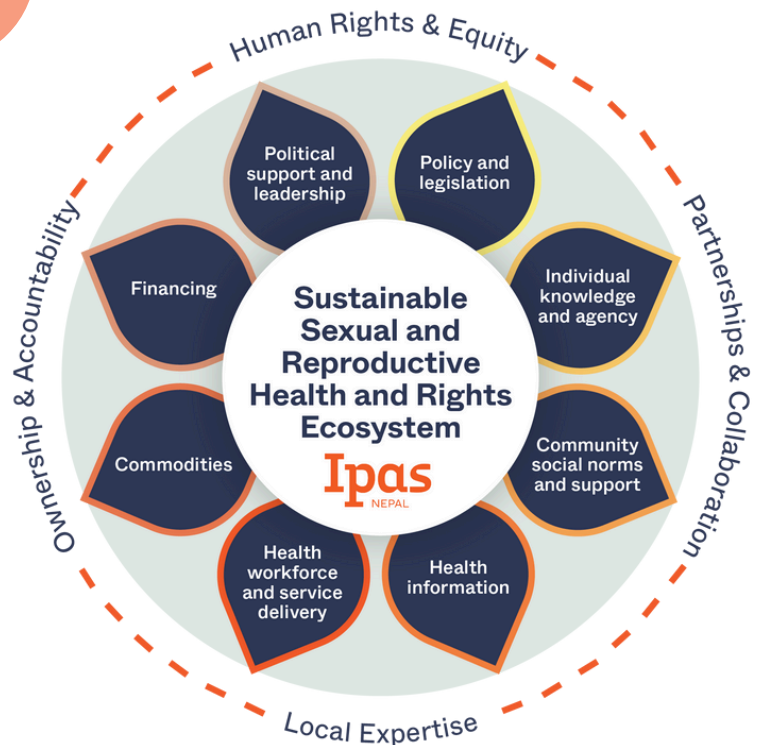 Human Rights & Equity
Political
support and
leadership
Policy and
legislation
Financing
Individual
knowledge
and agency
Sustainable
Sexual and
Reproductive
Health and Rights
Ecosystem
Ipas
NEPAL
Commodities
Community
social norms
and support
Health
workforce
and service
delivery
Health
information
Ownership & Accountability
Partnerships & Collaboration
Local Expertise